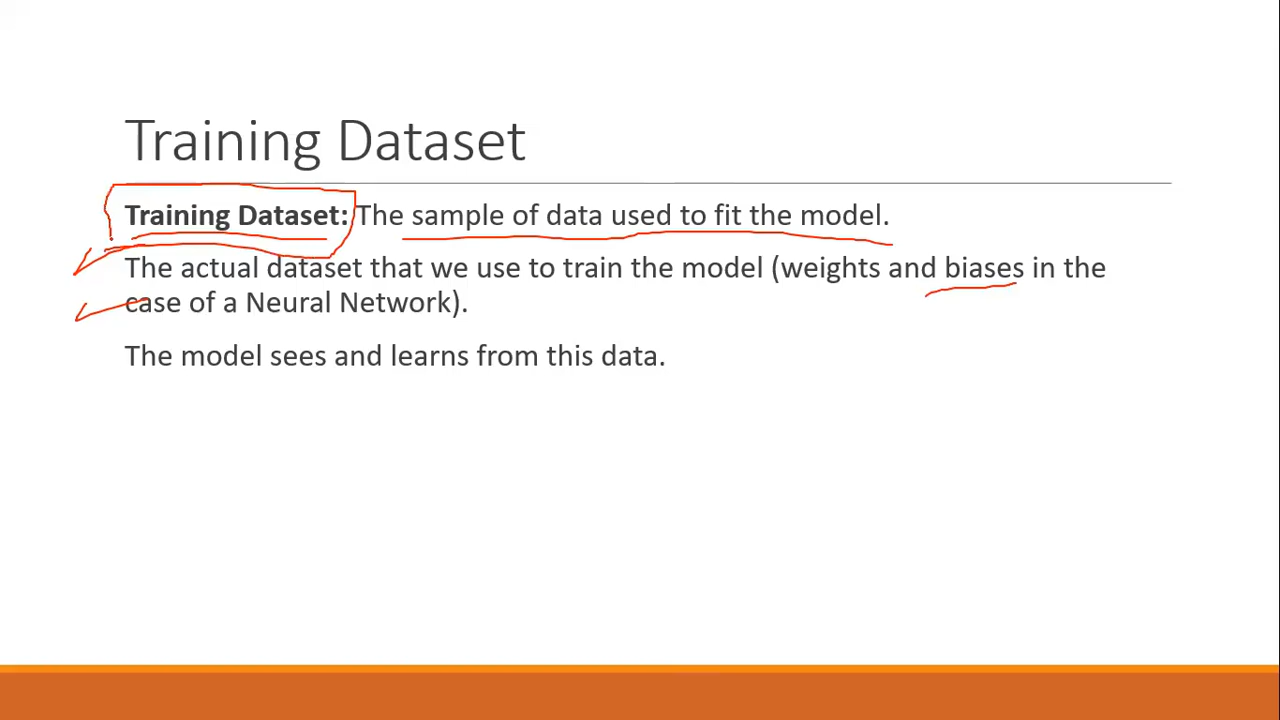 Training Dataset
Training Dataset: The sample of data used to fit the model.
The actual dataset that we use to train the model (weights and biases in the
case of a Neural Network).
The model sees and learns from this data.